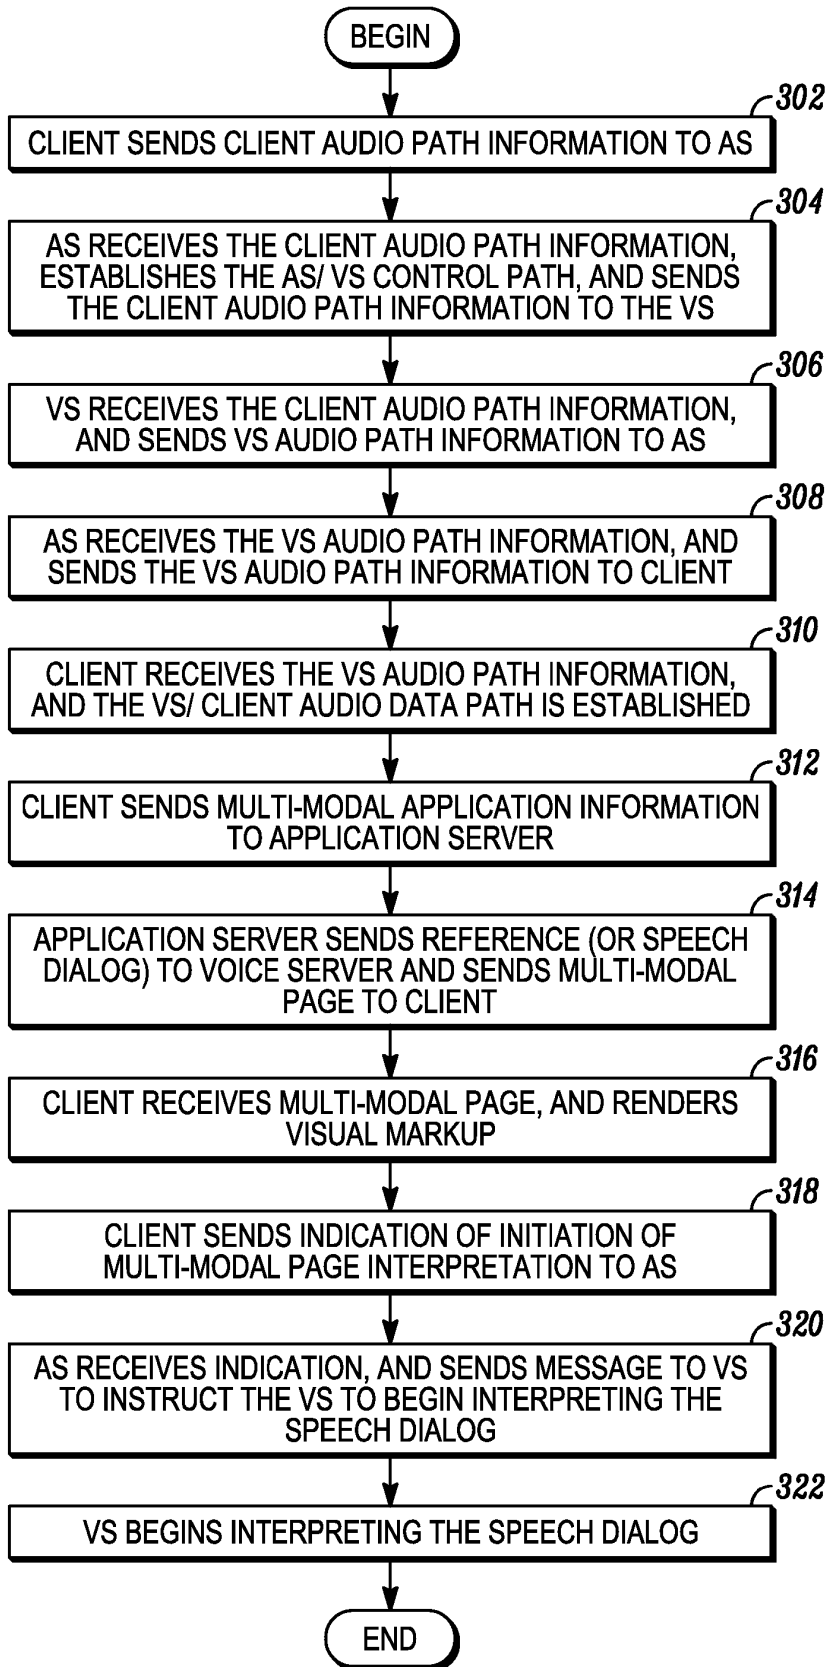 BEGIN
302
CLIENT SENDS CLIENT AUDIO PATH INFORMATION TO AS
304
AS RECEIVES THE CLIENT AUDIO PATH INFORMATION,
ESTABLISHES THE AS/ VS CONTROL PATH, AND SENDS
THE CLIENT AUDIO PATH INFORMATION TO THE VS
306
VS RECEIVES THE CLIENT AUDIO PATH INFORMATION,
AND SENDS VS AUDIO PATH INFORMATION TO AS
308
AS RECEIVES THE VS AUDIO PATH INFORMATION, AND
SENDS THE VS AUDIO PATH INFORMATION TO CLIENT
310
CLIENT RECEIVES THE VS AUDIO PATH INFORMATION,
AND THE VS/ CLIENT AUDIO DATA PATH IS ESTABLISHED
312
CLIENT SENDS MULTI-MODAL APPLICATION INFORMATION
TO APPLICATION SERVER
314
APPLICATION SERVER SENDS REFERENCE (OR SPEECH
DIALOG) TO VOICE SERVER AND SENDS MULTI-MODAL
PAGE TO CLIENT
316
CLIENT RECEIVES MULTI-MODAL PAGE, AND RENDERS
VISUAL MARKUP
318
CLIENT SENDS INDICATION OF INITIATION OF
MULTI-MODAL PAGE INTERPRETATION TO AS
320
AS RECEIVES INDICATION, AND SENDS MESSAGE TO VS
TO INSTRUCT THE VS TO BEGIN INTERPRETING THE
SPEECH DIALOG
322
VS BEGINS INTERPRETING THE SPEECH DIALOG
END